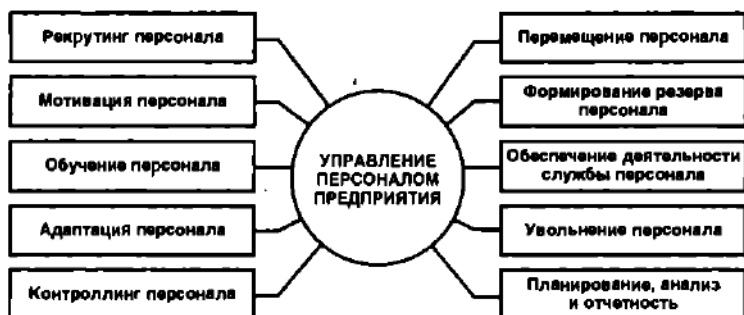 Рекрутинг персонала
Мотивация персонала
Обучение персонала
Адаптация персонала
Контроллинг персонала
УПРАВЛЕНИЕ
ПЕРСОНАЛОМ
ПРЕДПРИЯТИЯ
Перемещение персонала
Формирование резерва
персонала
Обеспечение деятельности
службы персонала
Увольнение персонала
Планирование, анализ
и отчетность